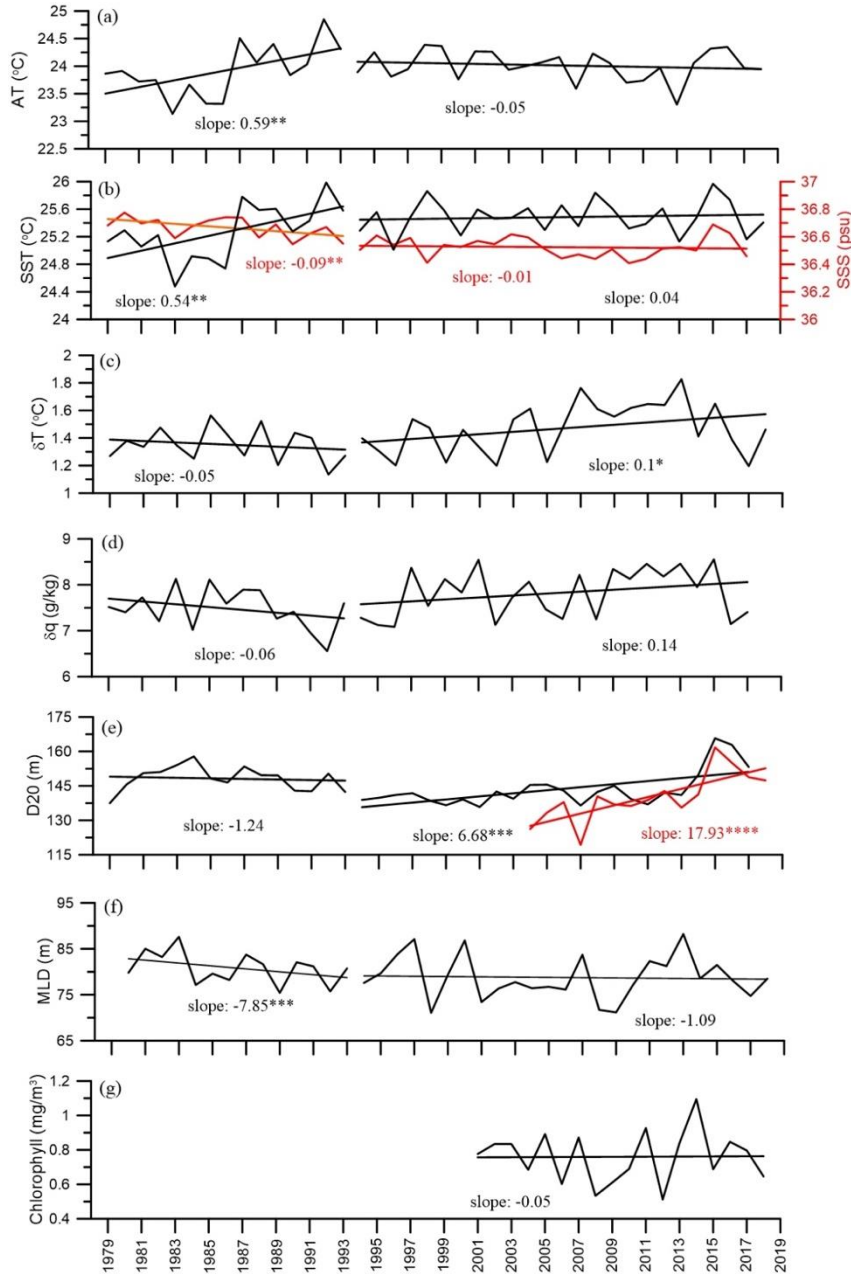 (a)
AT (°C)
25
24.5
24
23.5
23
22.5
slope: 0.59**
slope: -0.05
(b)
SST (°C)
26
25.6
25.2
24.8
24.4
24
SSS (psu)
37
36.8
36.6
36.4
36.2
36
slope: -0.09**
slope: 0.54**
slope: -0.01
slope: 0.04
(c)
δT (°C)
2
1.8
1.6
1.4
1.2
1
slope: -0.05
slope: 0.1*
(d)
δq (g/kg)
9
8
7
6
slope: -0.06
slope: 0.14
(e)
D20 (m)
175
160
145
130
115
slope: -1.24
slope: 6.68***
slope: 17.93****
(f)
MLD (m)
95
85
75
65
slope: -7.85***
slope: -1.09
(g)
Chlorophyll (mg/m³)
1.2
1
0.8
0.6
0.4
slope: -0.05
1979 1981 1983 1985 1987 1989 1991 1993 1995 1997 1999 2001 2003 2005 2007 2009 2011 2013 2015 2017 2019